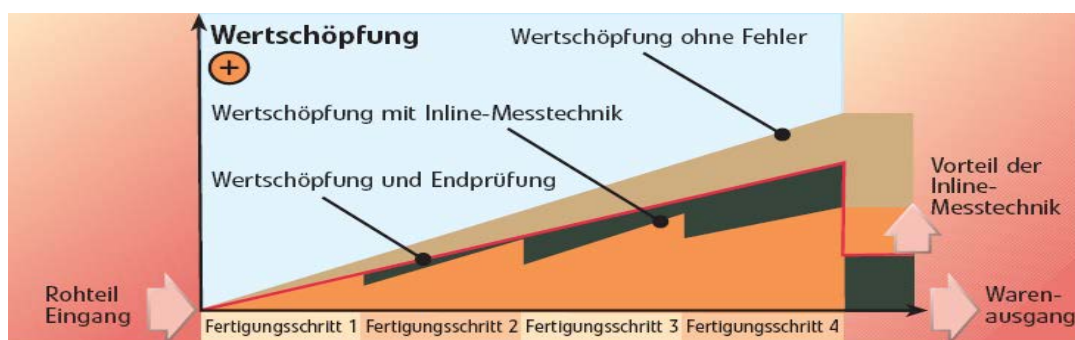 Wertschöpfung
+
Wertschöpfung ohne Fehler
Wertschöpfung mit Inline-Messtechnik
Wertschöpfung und Endprüfung
Vorteil der
Inline-
Messtechnik
Rohteil
Eingang
Fertigungsschritt 1
Fertigungsschritt 2
Fertigungsschritt 3
Fertigungsschritt 4
Waren-
ausgang